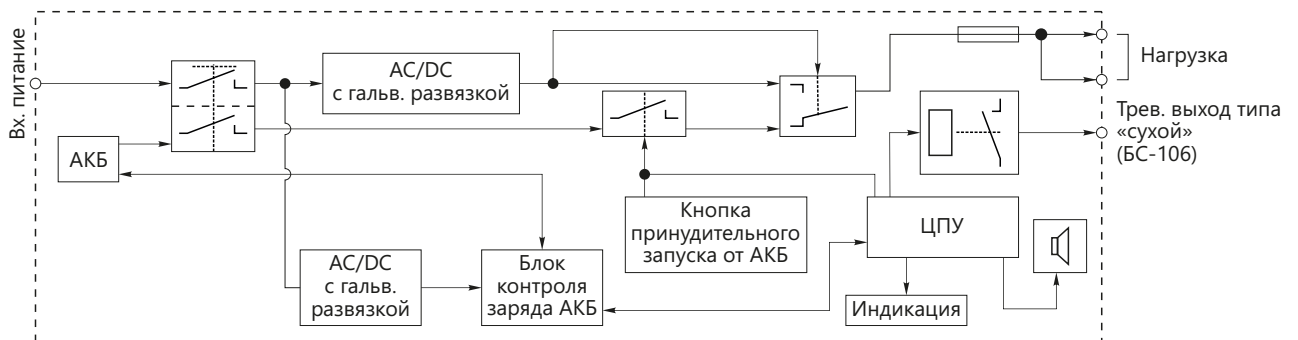 Вх. питание
АКБ
AC/DC
с гальв. развязкой
Нагрузка
Трев. выход типа
«сухой»
(БС-106)
Кнопка
принудительного
запуска от АКБ
ЦПУ
AC/DC
с гальв.
развязкой
Блок
контроля
заряда АКБ
Индикация